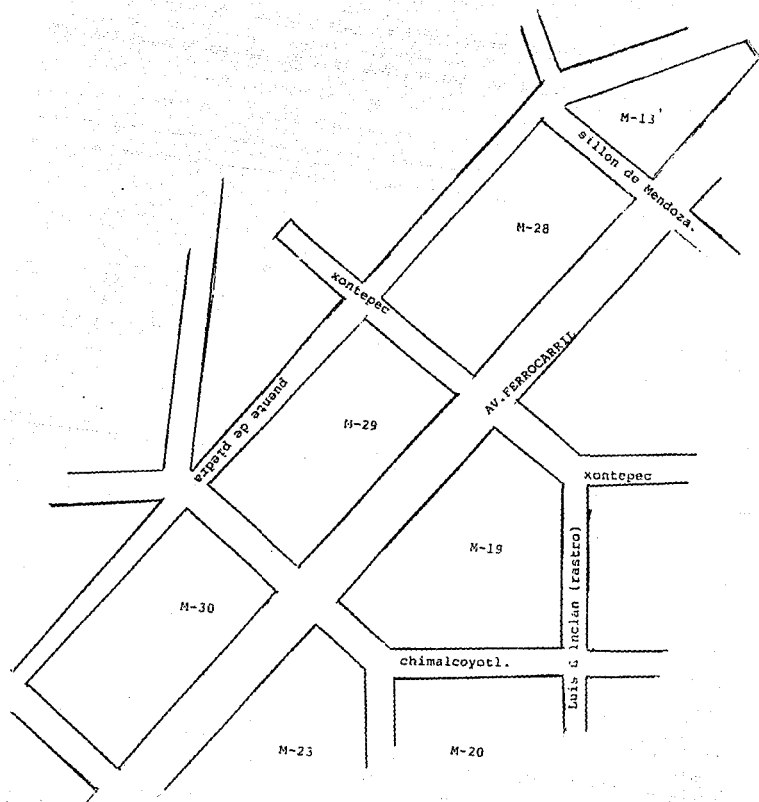 M-13'
sillon de Mendoza.
M-28
xontepec
AV.FERROCARRIL
puente de piedra
M-29
xontepec
M-19
Luis G Inclan (rastro)
M-30
chimalcoyotl.
M-23
M-20